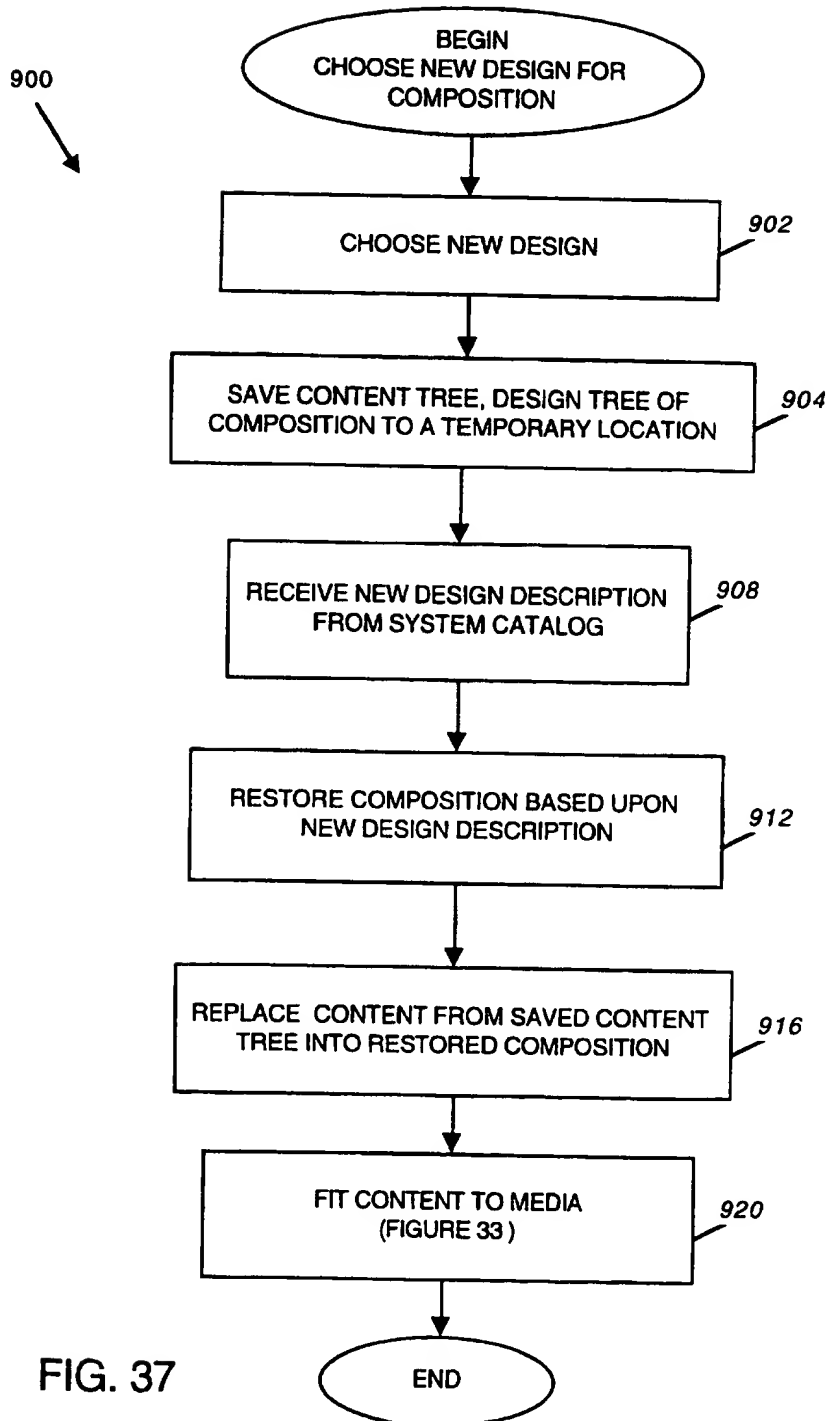 900
BEGIN
CHOOSE NEW DESIGN FOR
COMPOSITION
CHOOSE NEW DESIGN
902
SAVE CONTENT TREE, DESIGN TREE OF
COMPOSITION TO A TEMPORARY LOCATION
904
RECEIVE NEW DESIGN DESCRIPTION
FROM SYSTEM CATALOG
908
RESTORE COMPOSITION BASED UPON
NEW DESIGN DESCRIPTION
912
REPLACE CONTENT FROM SAVED CONTENT
TREE INTO RESTORED COMPOSITION
916
FIT CONTENT TO MEDIA
(FIGURE 33)
920
END
FIG. 37